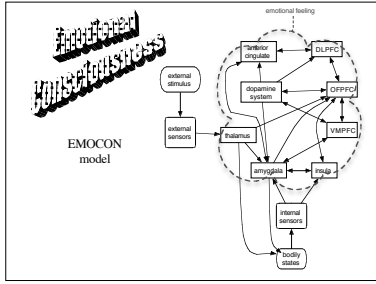 Emotional
Consciousness
EMOCON
model
emotional feeling
external
stimulus
external
sensors
anterior
cingulate
DLPFC
dopamine
system
OFPFC
thalamus
VMPFC
amygdala
insula
internal
sensors
bodily
states